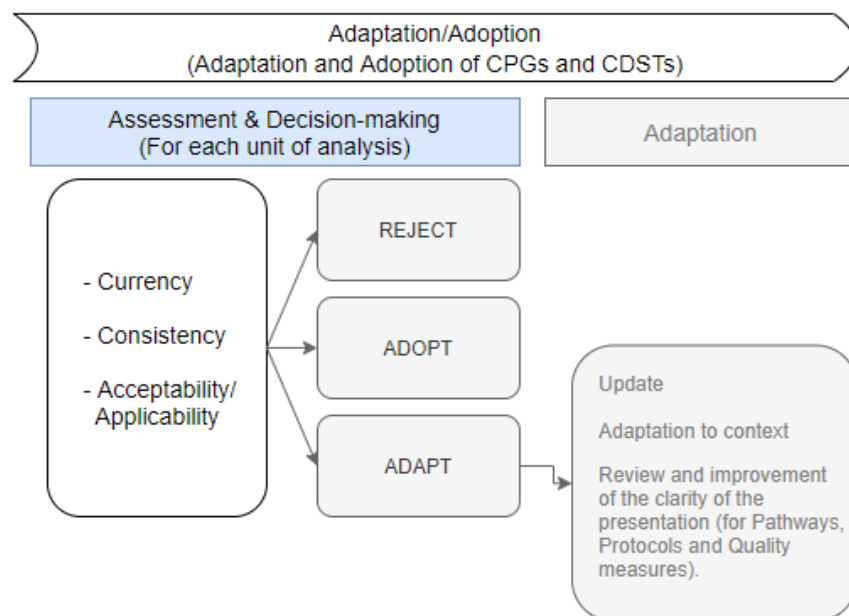 Adaptation/Adoption
(Adaptation and Adoption of CPGs and CDSTs)
Assessment & Decision-making
(For each unit of analysis)
Adaptation
- Currency
- Consistency
- Acceptability/
Applicability
REJECT
ADOPT
ADAPT
Update
Adaptation to context
Review and improvement
of the clarity of the
presentation (for Pathways,
Protocols and Quality
measures).